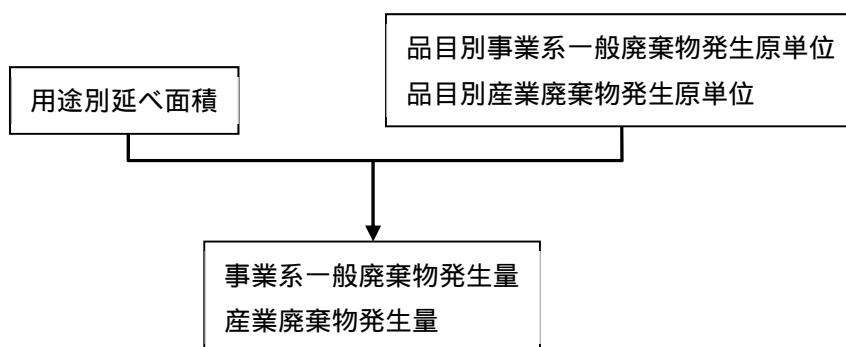 品目別事業系一般廃棄物発生原単位
品目別産業廃棄物発生原単位
用途別延べ面積
事業系一般廃棄物発生量
産業廃棄物発生量